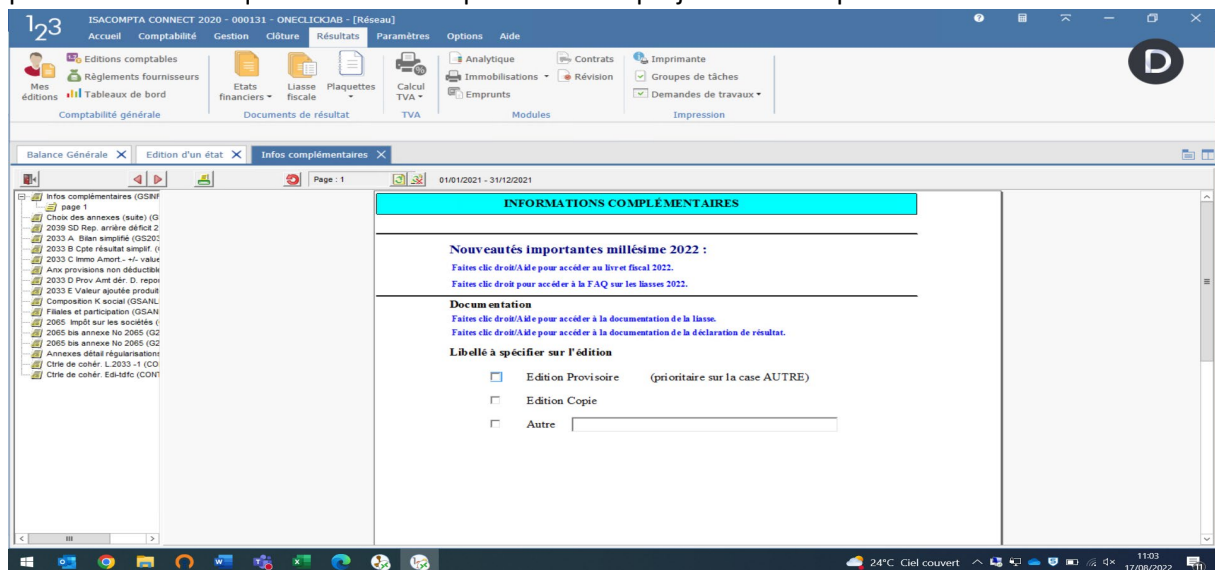 ISACOMPTA CONNECT 2020 - 000131 - ONECLICKJAB - [Réseau]
123
Accueil Comptabilité Gestion Clôture Résultats Paramètres Options Aide
Mes éditions
Editions comptables
Règlements fournisseurs
Tableaux de bord
Comptabilité générale
Etats financiers
Liasse fiscale
Plaquettes
Documents de résultat
Calcul TVA
TVA
Analytique Contrats
Immobilisations Révision
Emprunts
Modules
Imprimante
Groupes de tâches
Demandes de travaux
Impression
D
Balance Générale Edition d'un état Infos complémentaires
Page : 1 01/01/2021 - 31/12/2021
Infos complémentaires (GSINF
page 1
Choix des annexes (suite) (G
2039 SD Rep. arrière déficit 2
2033 A Bilan simplifié (GS203
2033 B Cpte résultat simplif. (
2033 C Immo Amort.- +/- value
Anx provisions non déductible
2033 D Prov Amt dér. D. repor
2033 E Valeur ajoutée produit
Composition K social (GSANL
Filiales et participation (GSAN
2065 Impôt sur les sociétés (
2065 bis annexe No 2065 (G2
2065 bis annexe No 2065 (G2
Annexes détail régularisations
Ctrle de cohér. L.2033 -1 (CO
Ctrle de cohér. Edi-tdfc (CONT
INFORMATIONS COMPLÉMENTAIRES
Nouveautés importantes millésime 2022 :
Faites clic droit/Aide pour accéder au livret fiscal 2022.
Faites clic droit pour accéder à la FAQ sur les liasses 2022.
Documentation
Faites clic droit/Aide pour accéder à la documentation de la liasse.
Faites clic droit/Aide pour accéder à la documentation de la déclaration de résultat.
Libellé à spécifier sur l'édition
Edition Provisoire (prioritaire sur la case AUTRE)
Edition Copie
Autre
24°C Ciel couvert
11:03
17/08/2022